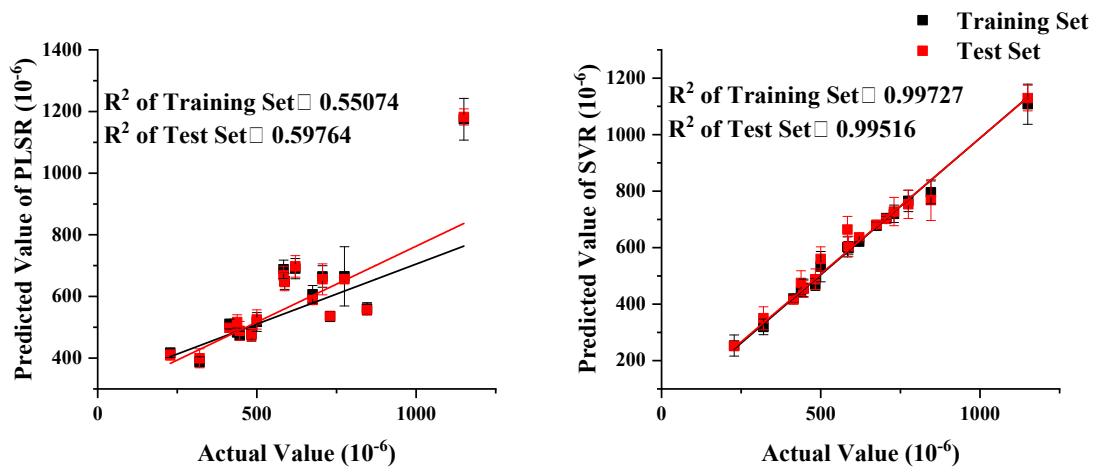 Training Set
Test Set
1400
1200
1000
800
600
400
R² of Training Set□ 0.55074
R² of Test Set□ 0.59764
Predicted Value of PLSR (10⁻⁶)
0
500
1000
Actual Value (10⁻⁶)
1200
1000
800
600
400
200
R² of Training Set□ 0.99727
R² of Test Set□ 0.99516
Predicted Value of SVR (10⁻⁶)
0
500
1000
Actual Value (10⁻⁶)